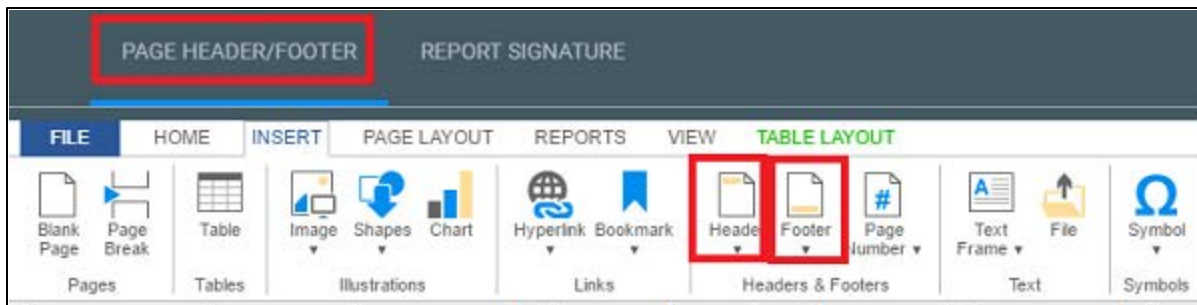 PAGE HEADER/FOOTER REPORT SIGNATURE
FILE HOME INSERT PAGE LAYOUT REPORTS VIEW TABLE LAYOUT
Blank Page Table Image Shapes Chart Hyperlink Bookmark Heade Footer Page Text File Symbol
Page Break Number Frame
Pages Tables Illustrations Links Headers & Footers Text Symbols